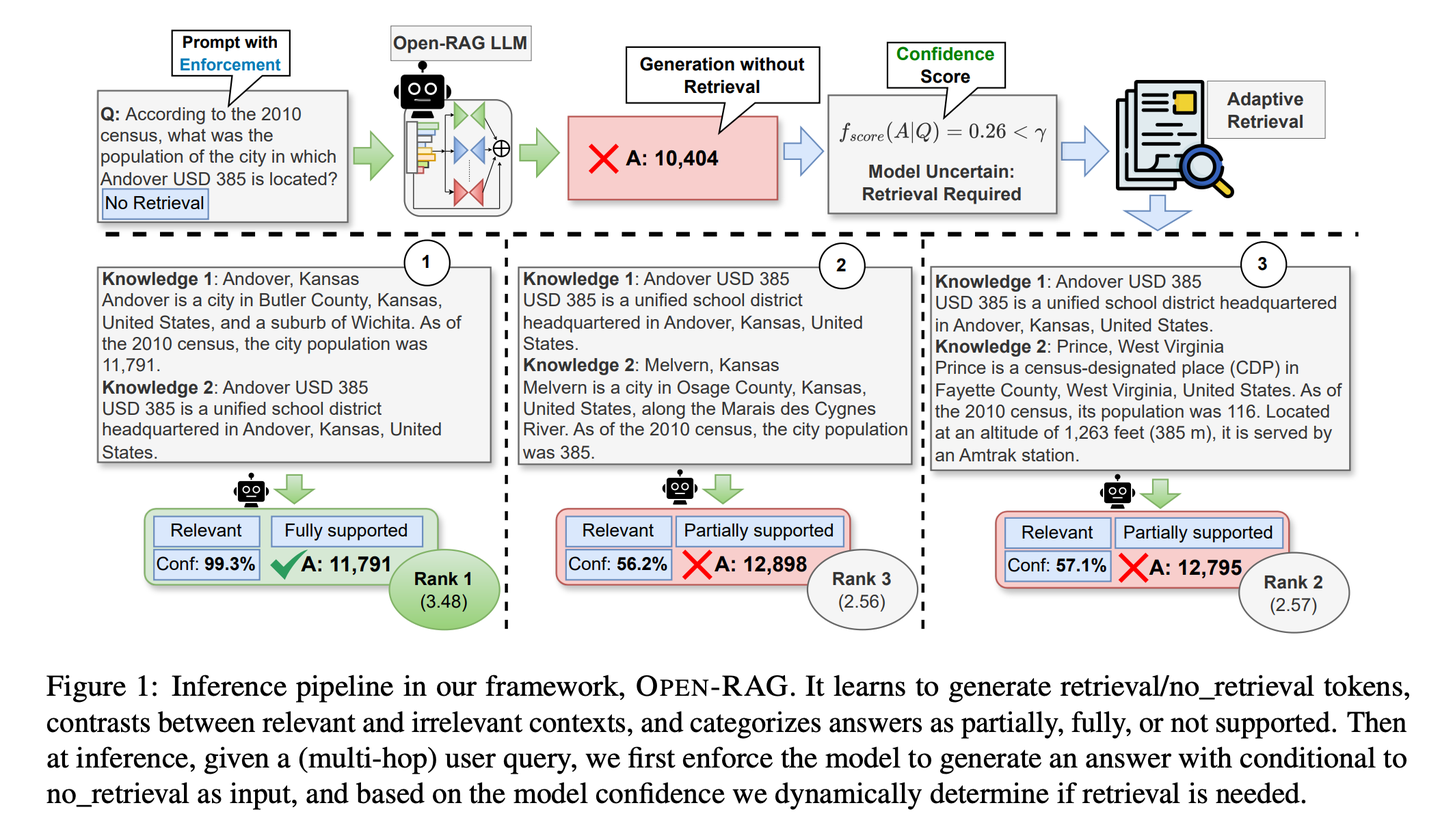 Prompt with
Enforcement
Q: According to the 2010
census, what was the
population of the city in which
Andover USD 385 is located?
No Retrieval
Open-RAG LLM
Generation without
Retrieval
A: 10,404
Confidence
Score
f_score(A|Q) = 0.26 < γ
Model Uncertain:
Retrieval Required
Adaptive
Retrieval
1
Knowledge 1: Andover, Kansas
Andover is a city in Butler County, Kansas,
United States, and a suburb of Wichita. As of
the 2010 census, the city population was
11,791.
Knowledge 2: Andover USD 385
USD 385 is a unified school district
headquartered in Andover, Kansas, United
States.
Relevant
Fully supported
Conf: 99.3%
A: 11,791
Rank 1
(3.48)
2
Knowledge 1: Andover USD 385
USD 385 is a unified school district
headquartered in Andover, Kansas, United
States.
Knowledge 2: Melvern, Kansas
Melvern is a city in Osage County, Kansas,
United States, along the Marais des Cygnes
River. As of the 2010 census, the city population
was 385.
Relevant
Partially supported
Conf: 56.2%
A: 12,898
Rank 3
(2.56)
3
Knowledge 1: Andover USD 385
USD 385 is a unified school district headquartered
in Andover, Kansas, United States.
Knowledge 2: Prince, West Virginia
Prince is a census-designated place (CDP) in
Fayette County, West Virginia, United States. As of
the 2010 census, its population was 116. Located
at an altitude of 1,263 feet (385 m), it is served by
an Amtrak station.
Relevant
Partially supported
Conf: 57.1%
A: 12,795
Rank 2
(2.57)
Figure 1: Inference pipeline in our framework, OPEN-RAG. It learns to generate retrieval/no_retrieval tokens,
contrasts between relevant and irrelevant contexts, and categorizes answers as partially, fully, or not supported. Then
at inference, given a (multi-hop) user query, we first enforce the model to generate an answer with conditional to
no_retrieval as input, and based on the model confidence we dynamically determine if retrieval is needed.